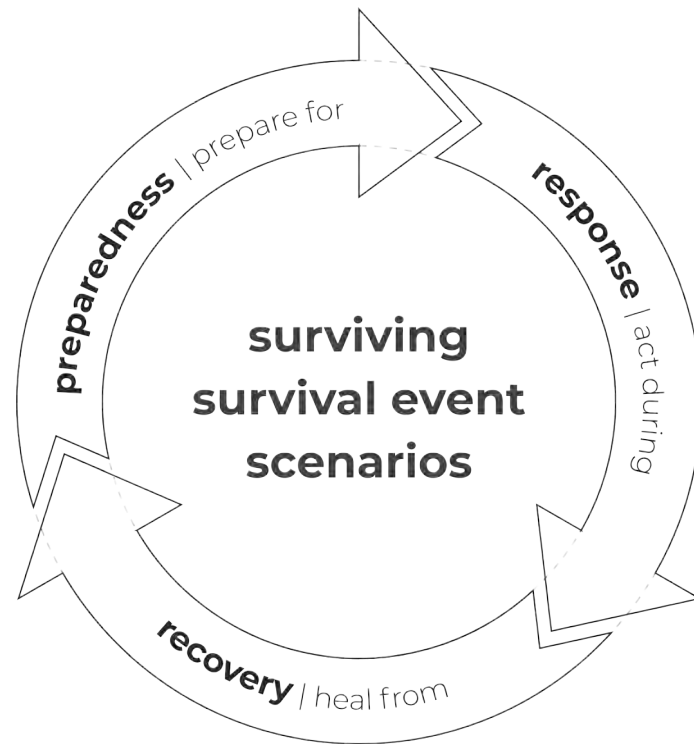 preparedness | prepare for
response | act during
surviving
survival event
scenarios
recovery | heal from